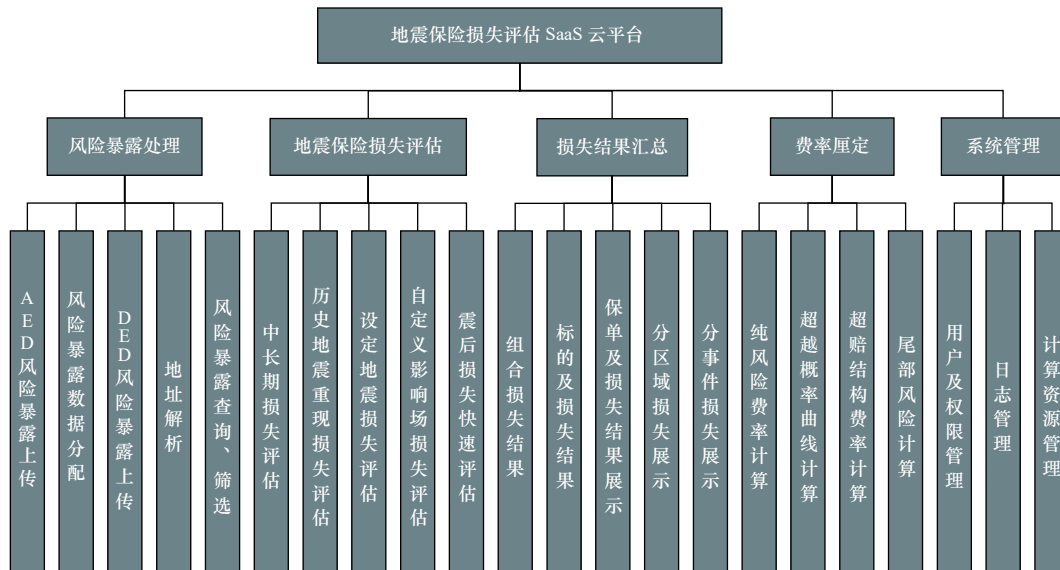 地震保险损失评估 SaaS 云平台
风险暴露处理
地震保险损失评估
损失结果汇总
费率厘定
系统管理
AED风险暴露上传
风险暴露数据分配
DED风险暴露上传
地址解析
风险暴露查询、筛选
中长期损失评估
历史地震重现损失评估
设定地震损失评估
自定义影响场损失评估
震后损失快速评估
组合损失结果
标的及损失结果
保单及损失结果展示
分区域损失展示
分事件损失展示
纯风险费率计算
超越概率曲线计算
超赔结构费率计算
尾部风险计算
用户及权限管理
日志管理
计算资源管理